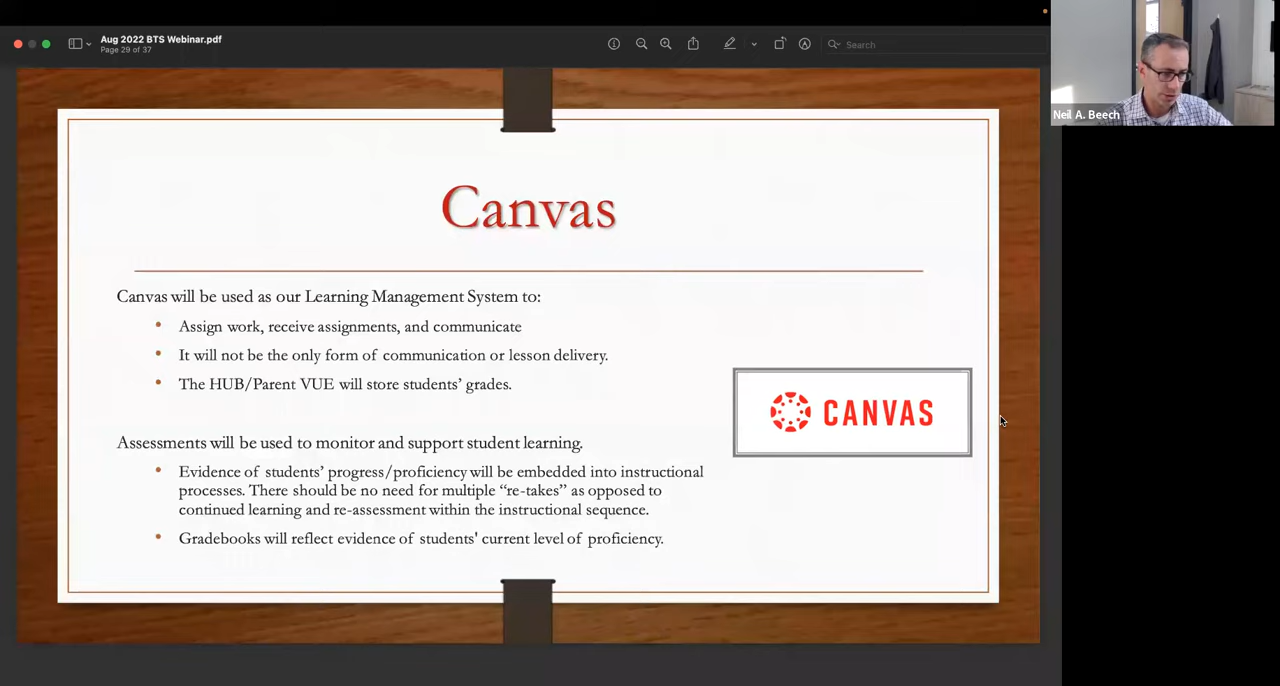 Aug 2022 BTS Webinar.pdf
Page 29 of 37
Search
Neil A. Beech
Canvas
Canvas will be used as our Learning Management System to:
• Assign work, receive assignments, and communicate
• It will not be the only form of communication or lesson delivery.
• The HUB/Parent VUE will store students’ grades.
CANVAS
Assessments will be used to monitor and support student learning.
• Evidence of students’ progress/proficiency will be embedded into instructional
processes. There should be no need for multiple “re-takes” as opposed to
continued learning and re-assessment within the instructional sequence.
• Gradebooks will reflect evidence of students' current level of proficiency.